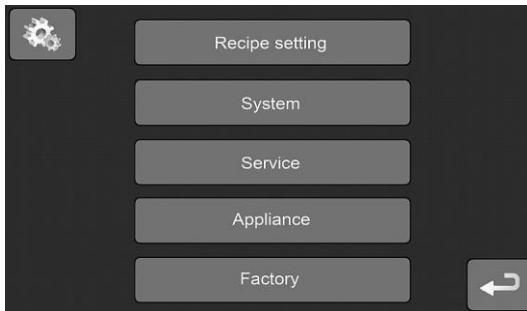 Recipe setting
System
Service
Appliance
Factory